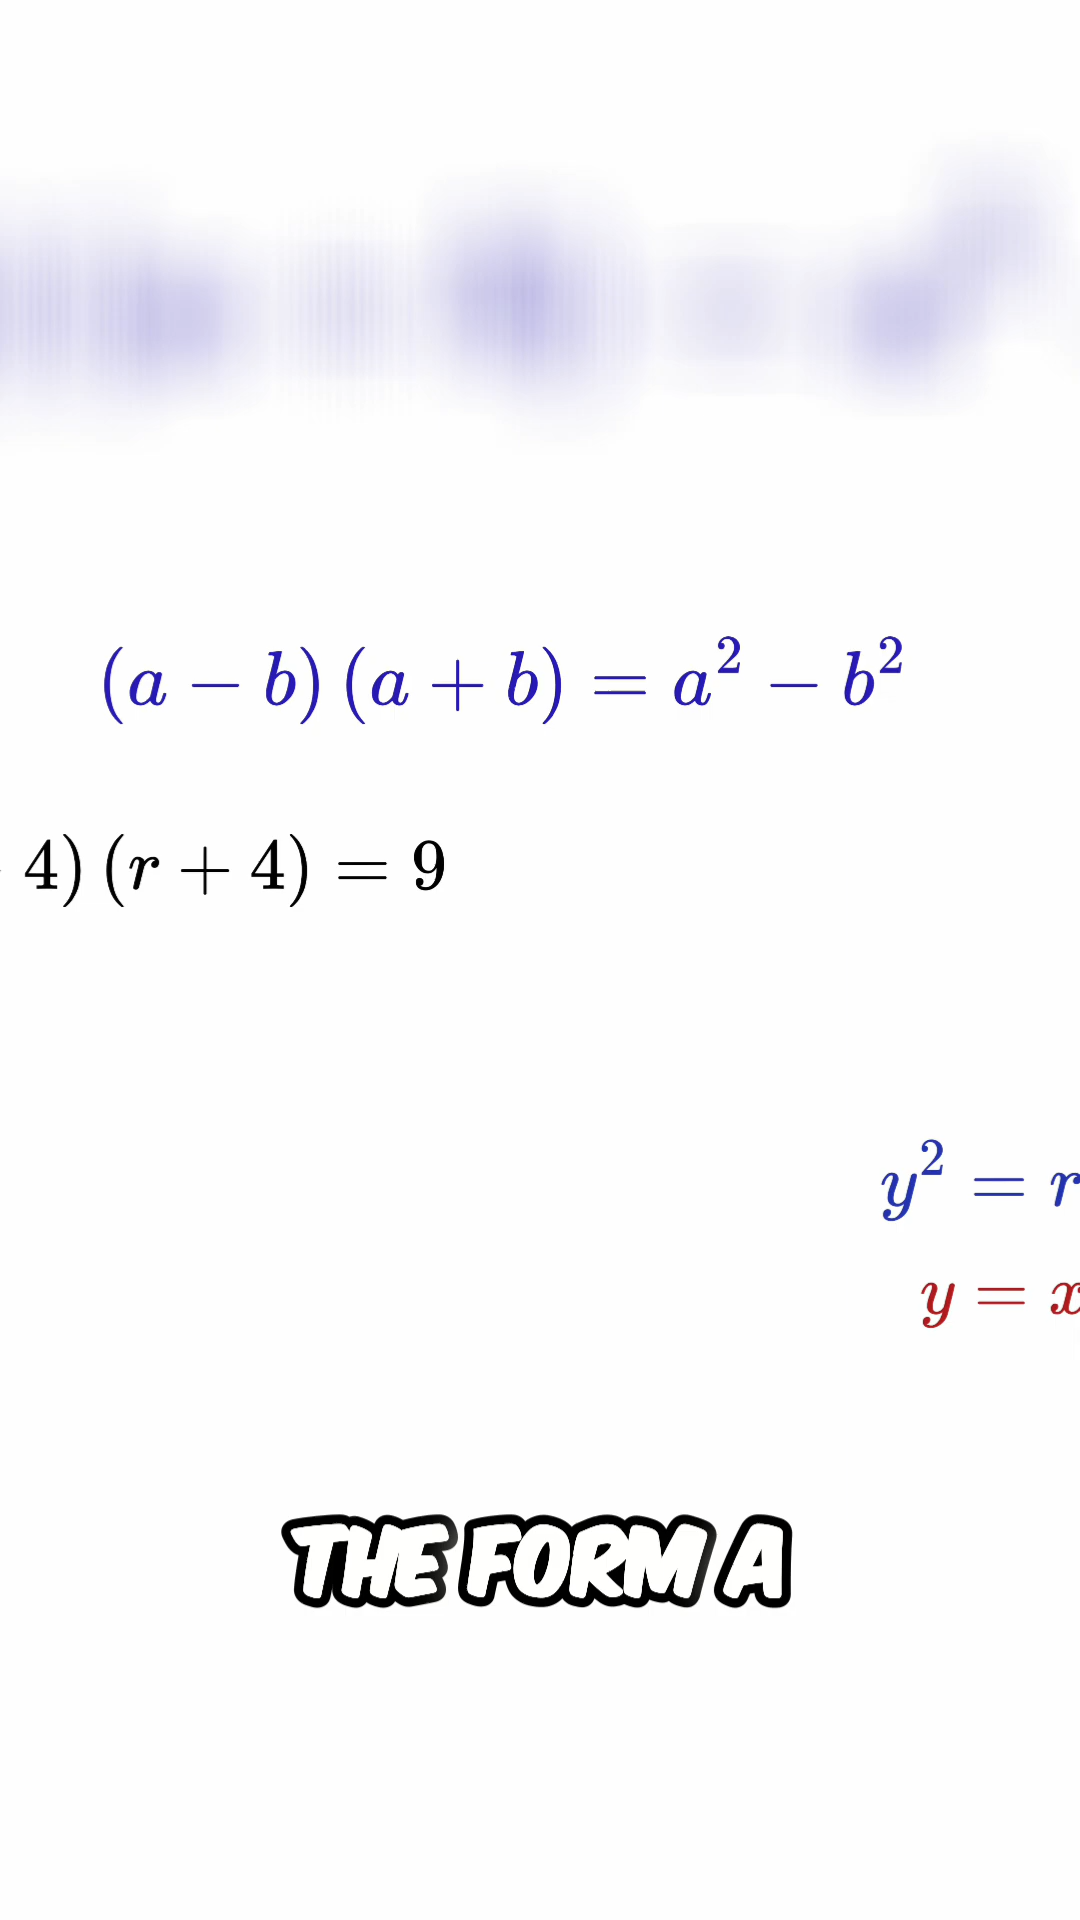 (a − b)(a + b) = a² − b²
4)(r + 4) = 9
y² = r
y = x
THE FORM A